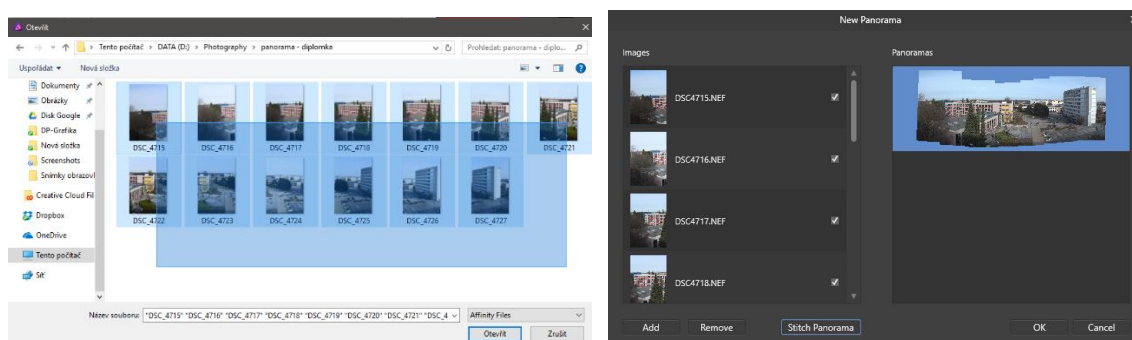 Otevřít
Tento počítač > DATA (D:) > Photography > panorama - diplomka
Prohledat: panorama - diplo...
Uspořádat
Nová složka
Dokumenty
Obrázky
Disk Google
DP-Grafika
Nová složka
Screenshots
Snímky obrazovl
Creative Cloud Fil
Dropbox
OneDrive
Tento počítač
Síť
DSC_4715 DSC_4716 DSC_4717 DSC_4718 DSC_4719 DSC_4720 DSC_4721
DSC_4722 DSC_4723 DSC_4724 DSC_4725 DSC_4726 DSC_4727
Název souboru: "DSC_4715" "DSC_4716" "DSC_4717" "DSC_4718" "DSC_4719" "DSC_4720" "DSC_4721" "DSC_4
Affinity Files
Otevřít Zrušit
New Panorama
Images
Panoramas
DSC4715.NEF
DSC4716.NEF
DSC4717.NEF
DSC4718.NEF
Add Remove Stitch Panorama OK Cancel